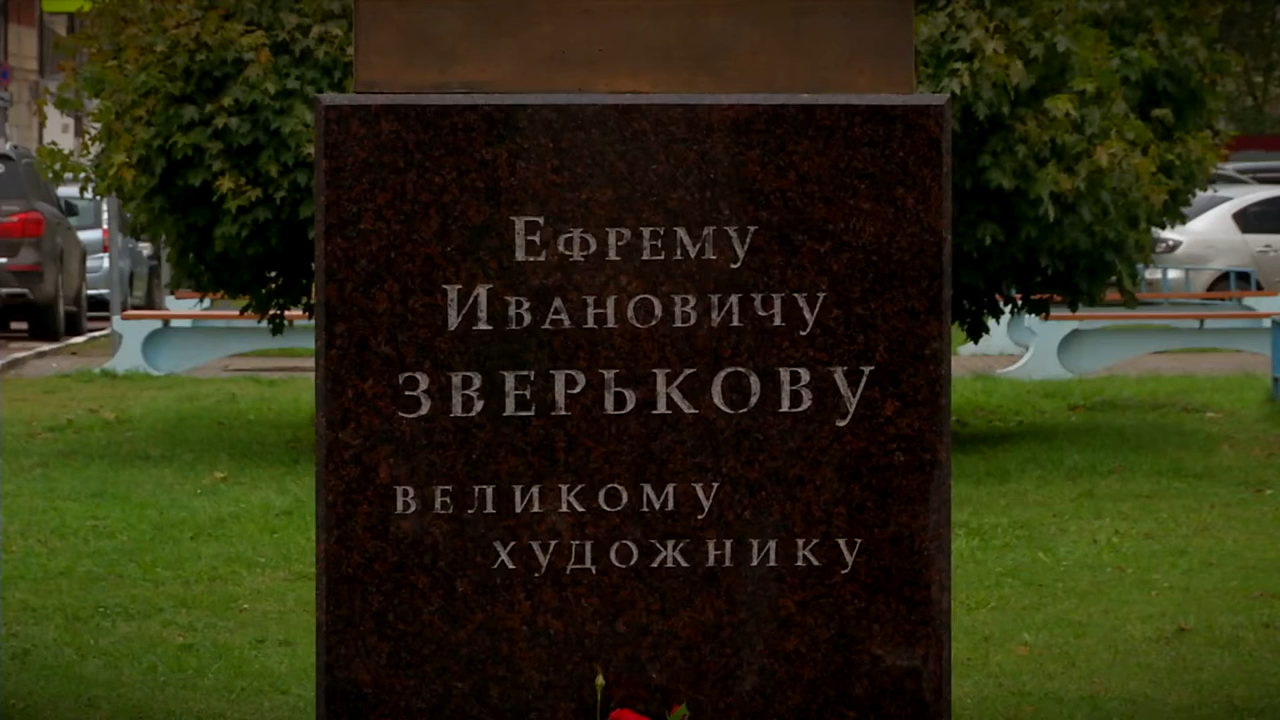 Ефрему
Ивановичу
ЗВЕРЬКОВУ
ВЕЛИКОМУ
ХУДОЖНИКУ